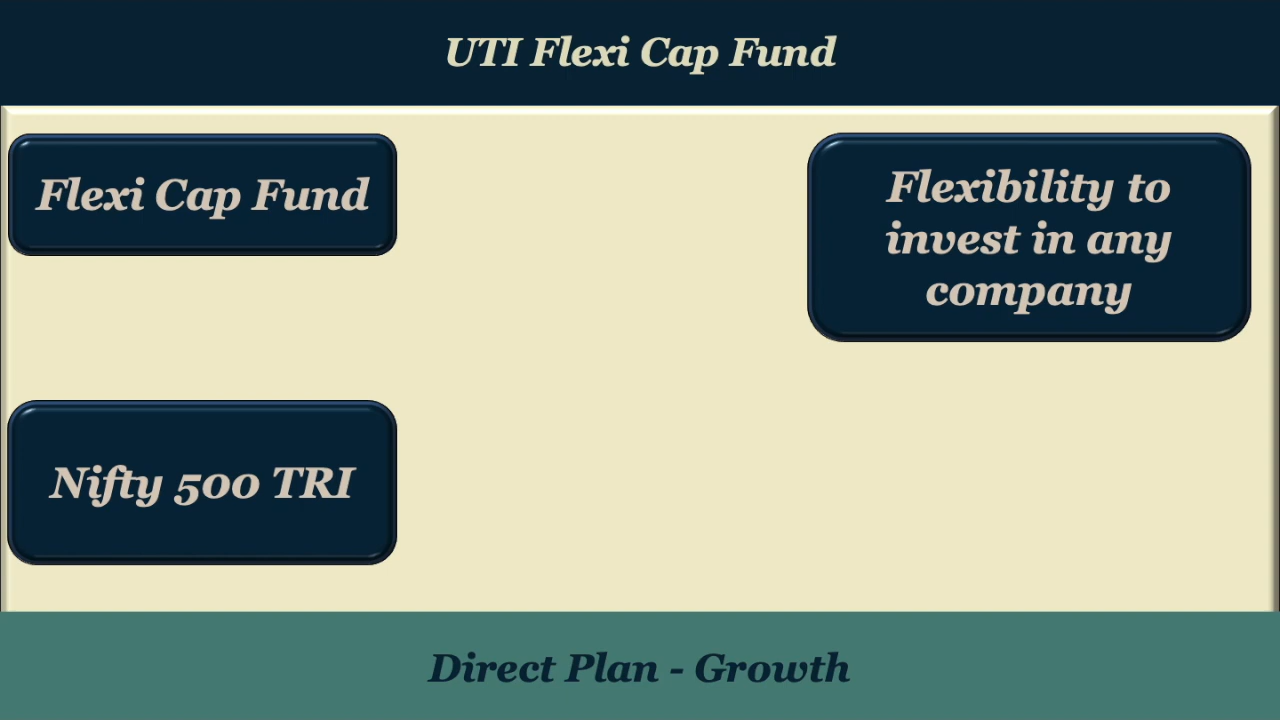 UTI Flexi Cap Fund
Flexi Cap Fund
Flexibility to
invest in any
company
Nifty 500 TRI
Direct Plan - Growth